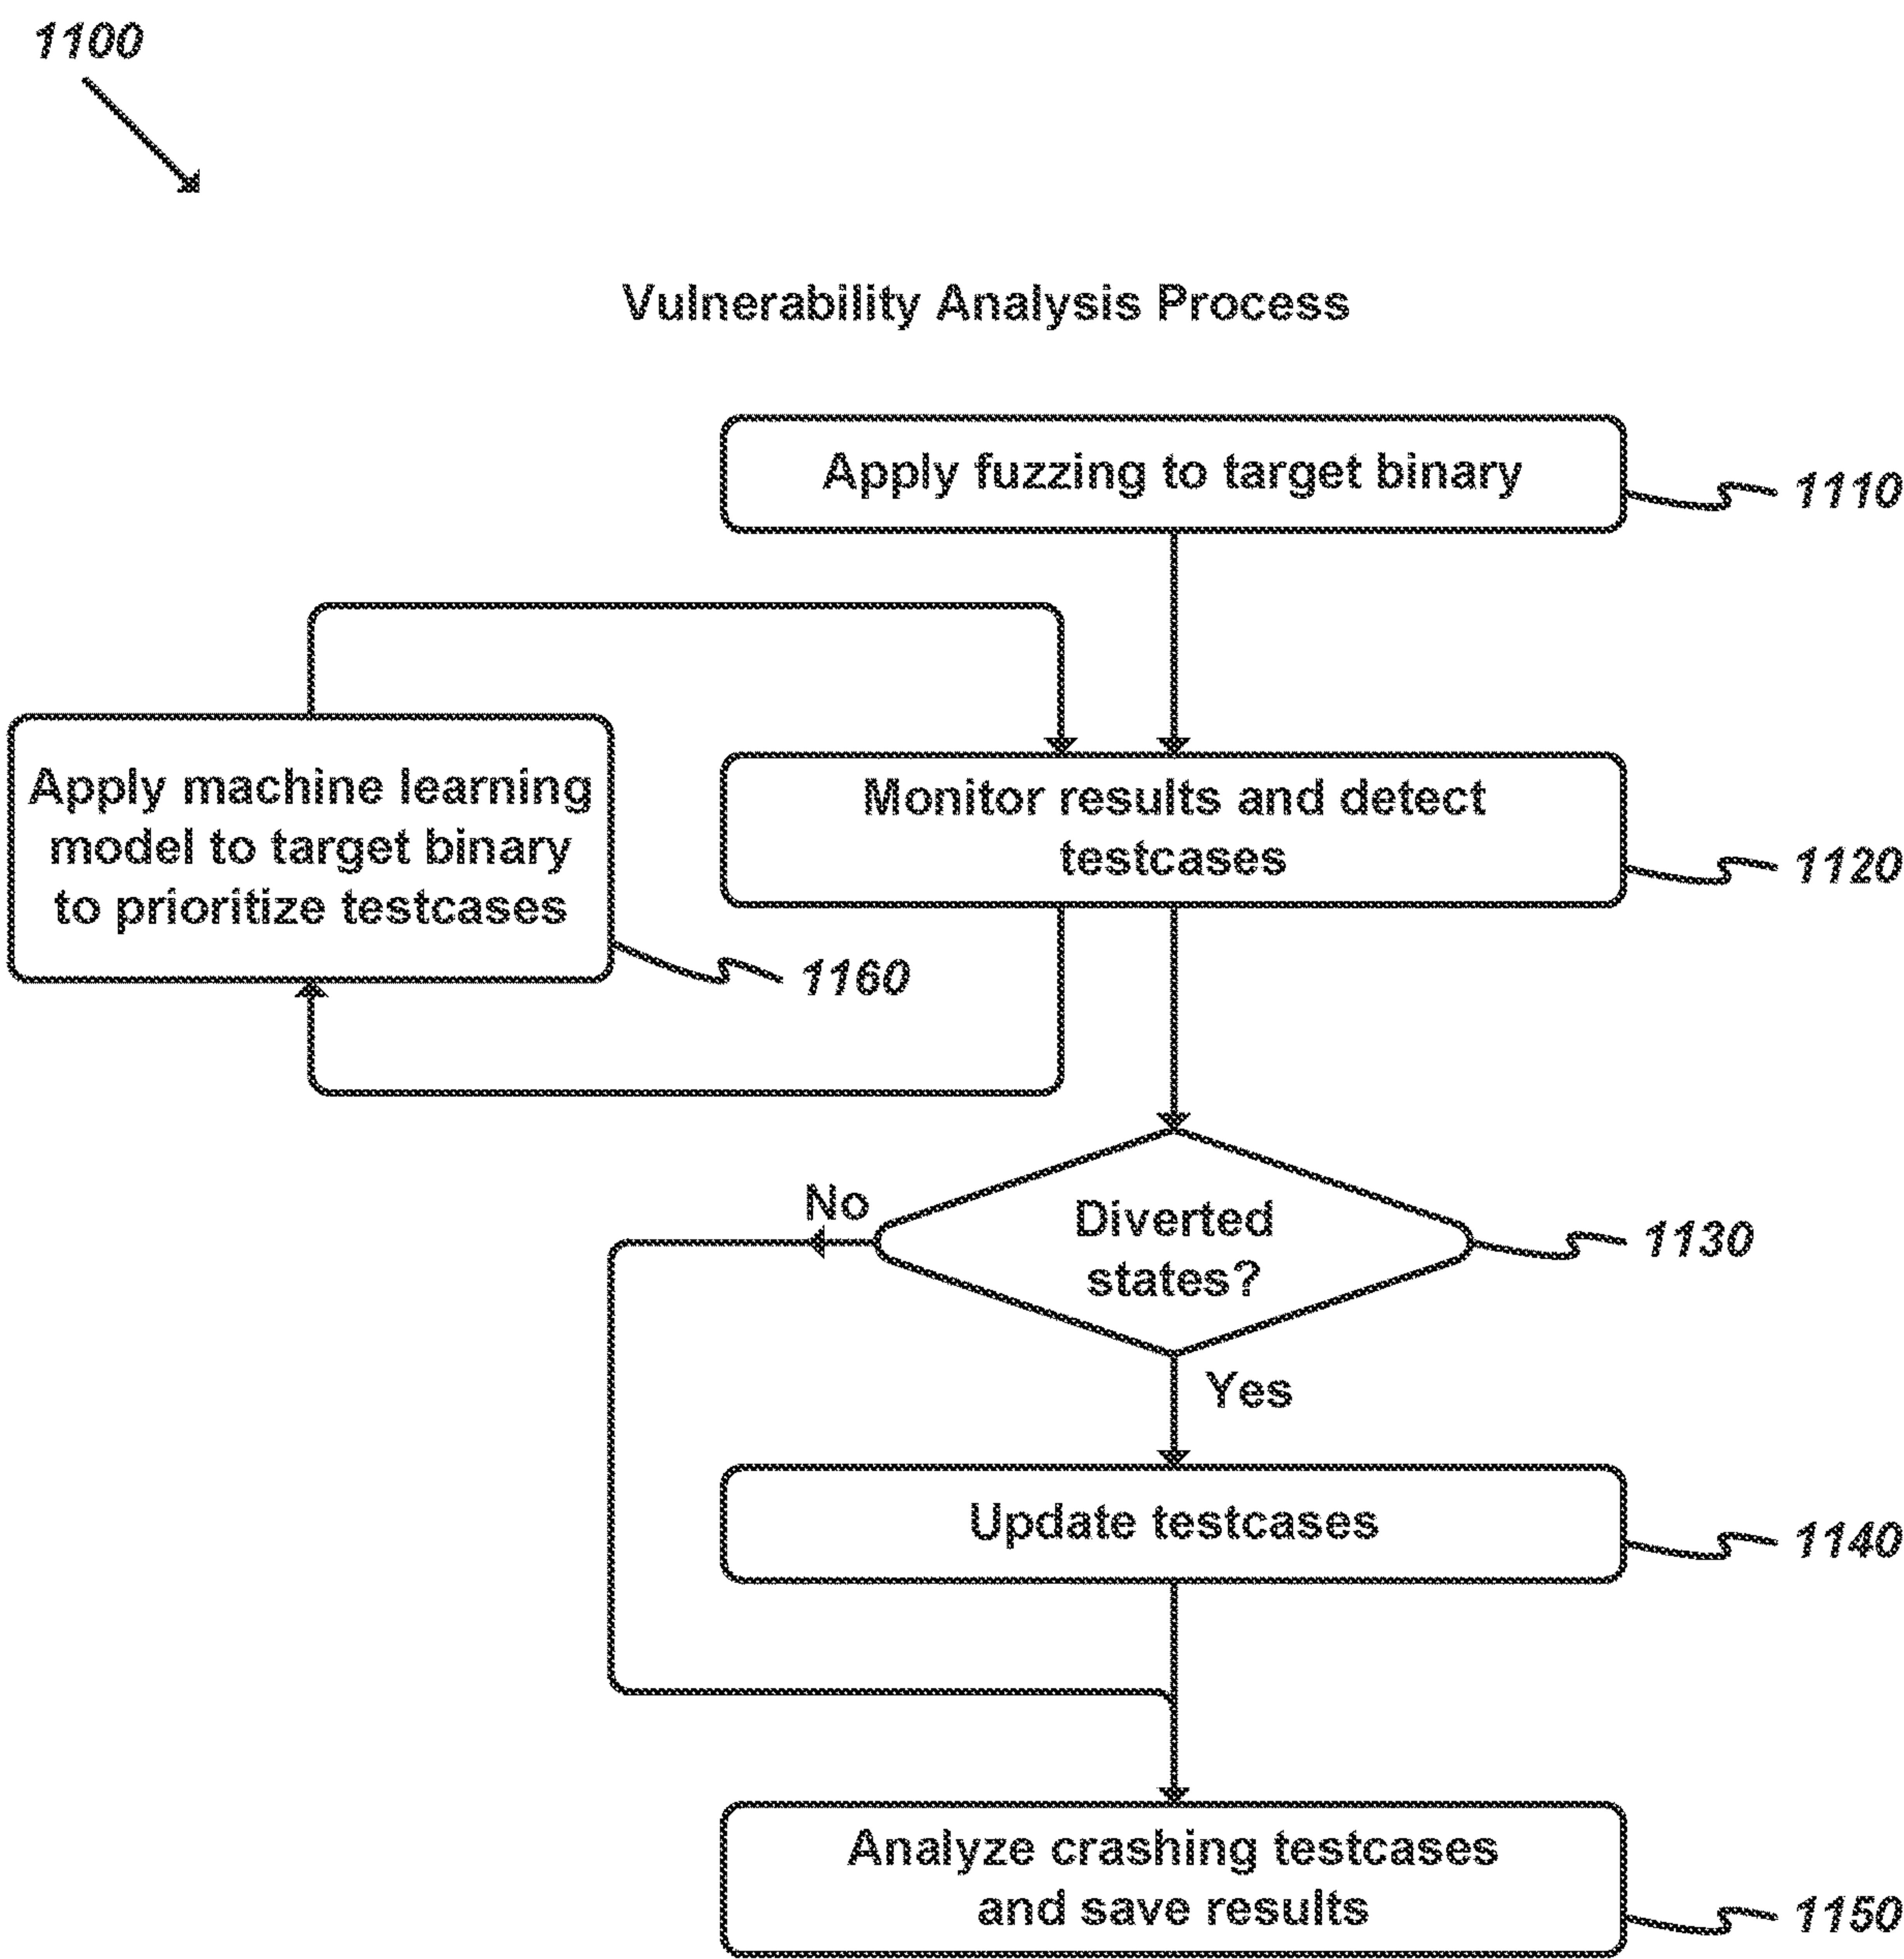 1100
Vulnerability Analysis Process
Apply fuzzing to target binary
1110
Apply machine learning
model to target binary
to prioritize testcases
1160
Monitor results and detect
testcases
1120
Diverted
states?
1130
No
Yes
Update testcases
1140
Analyze crashing testcases
and save results
1150